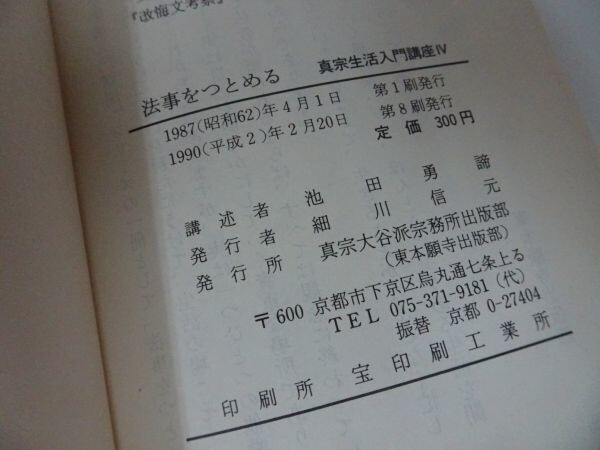 『改悔文考察』
法事をつとめる　真宗生活入門講座Ⅳ
1987(昭和62)年4月1日　第1刷発行
1990(平成2)年2月20日　第8刷発行
定価 300円
講述者　池田勇諦
発行者　細川信元
発行所　真宗大谷派宗務所出版部
(東本願寺出版部)
〒600 京都市下京区烏丸通七条上る
TEL 075-371-9181(代)
振替 京都 0-27404
印刷所　宝印刷工業所